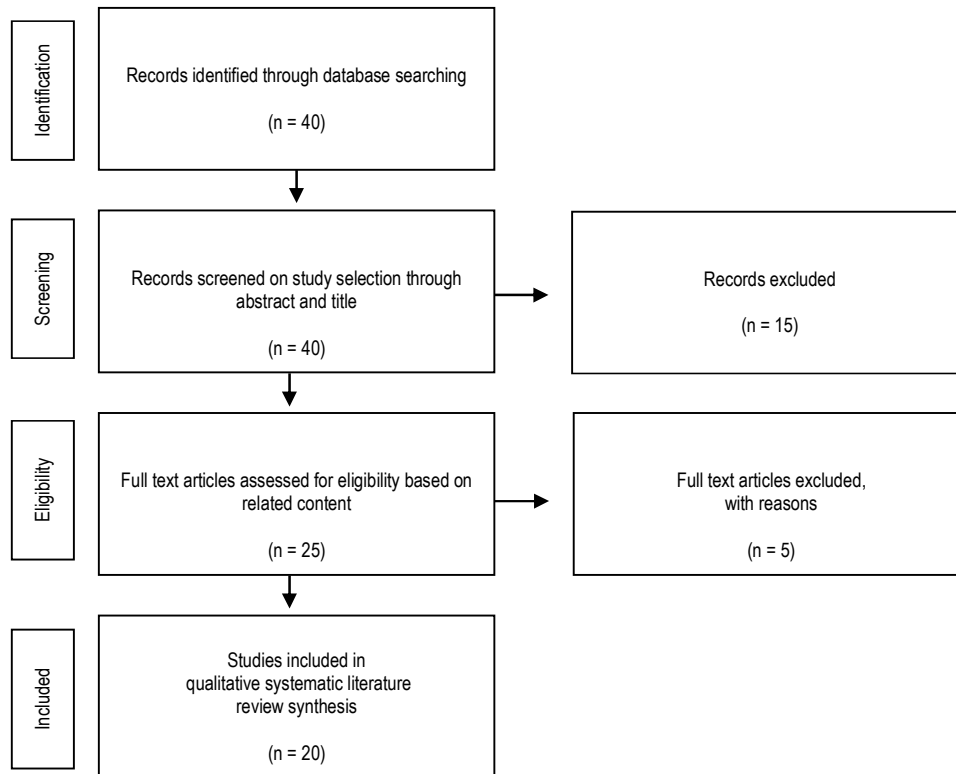 Identification
Records identified through database searching
(n = 40)
Screening
Records screened on study selection through
abstract and title
(n = 40)
Records excluded
(n = 15)
Eligibility
Full text articles assessed for eligibility based on
related content
(n = 25)
Full text articles excluded,
with reasons
(n = 5)
Included
Studies included in
qualitative systematic literature
review synthesis
(n = 20)